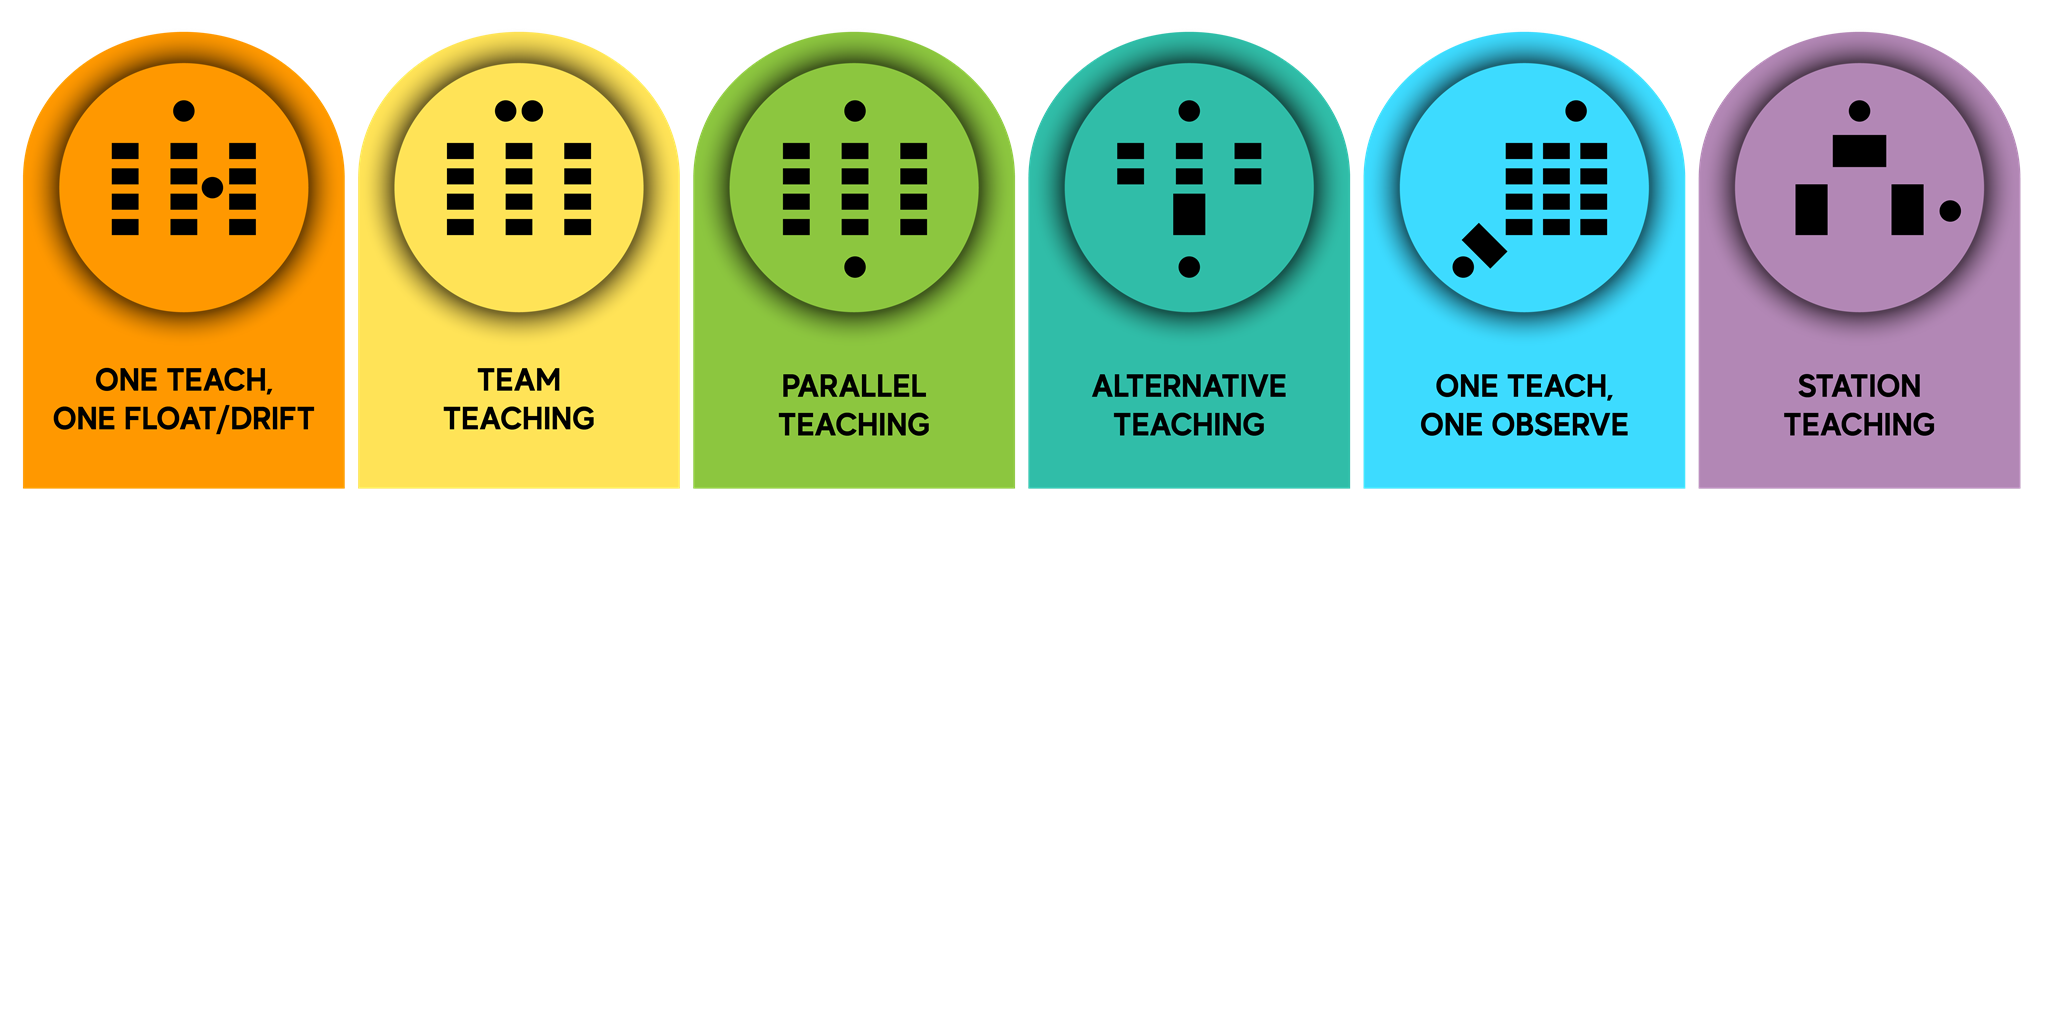 ONE TEACH,
ONE FLOAT/DRIFT
TEAM
TEACHING
PARALLEL
TEACHING
ALTERNATIVE
TEACHING
ONE TEACH,
ONE OBSERVE
STATION
TEACHING